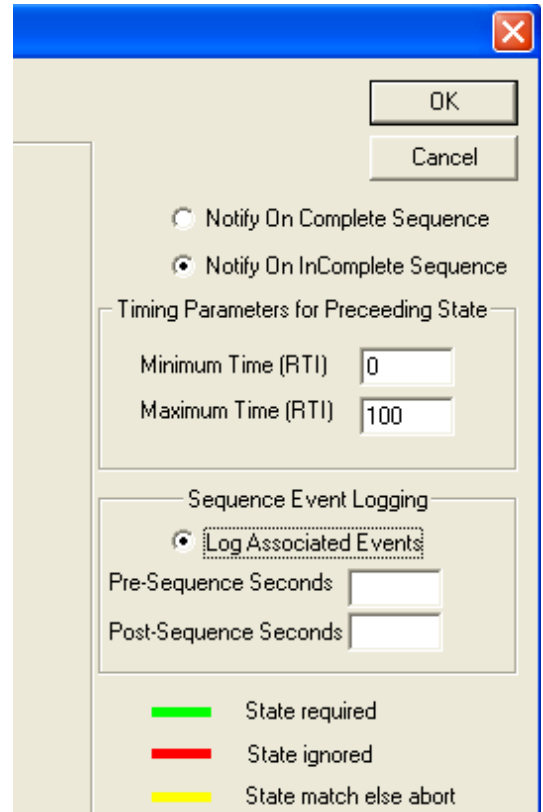 OK
Cancel
Notify On Complete Sequence
Notify On InComplete Sequence
Timing Parameters for Preceeding State
Minimum Time (RTI) 0
Maximum Time (RTI) 100
Sequence Event Logging
Log Associated Events
Pre-Sequence Seconds
Post-Sequence Seconds
State required
State ignored
State match else abort